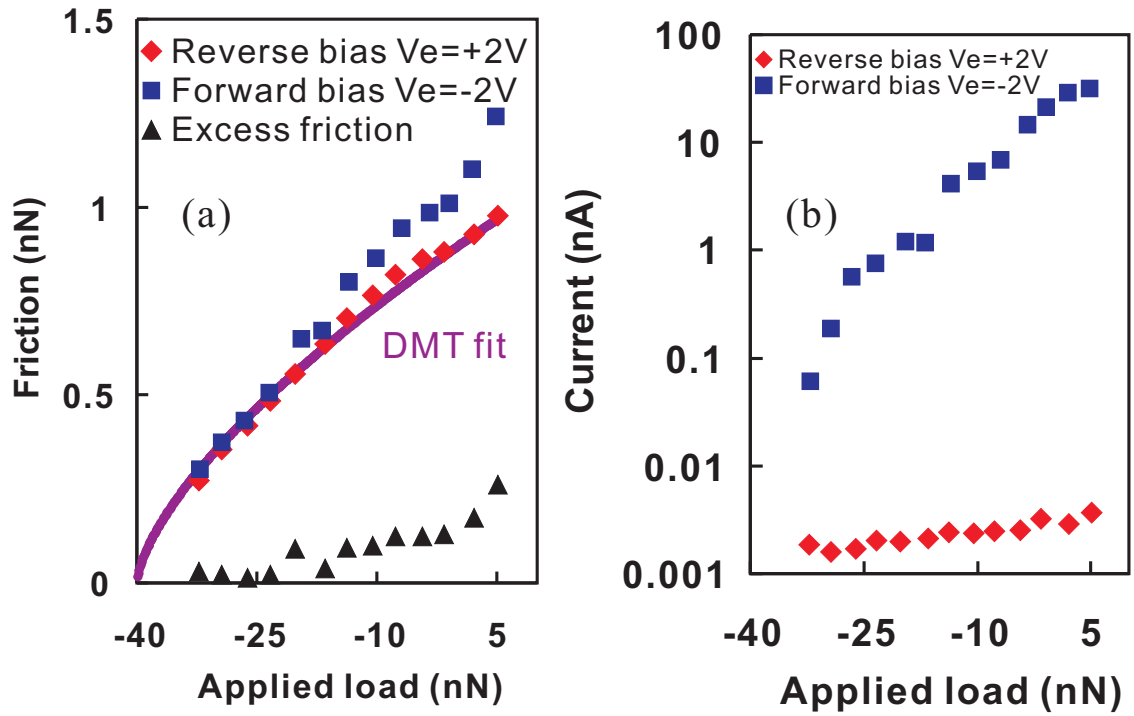 1.5
Reverse bias Ve=+2V
Forward bias Ve=-2V
Excess friction
(a)
1
Friction (nN)
DMT fit
0.5
0
-40
-25
-10
5
Applied load (nN)
100
Reverse bias Ve=+2V
Forward bias Ve=-2V
10
(b)
1
Current (nA)
0.1
0.01
0.001
-40
-25
-10
5
Applied load (nN)